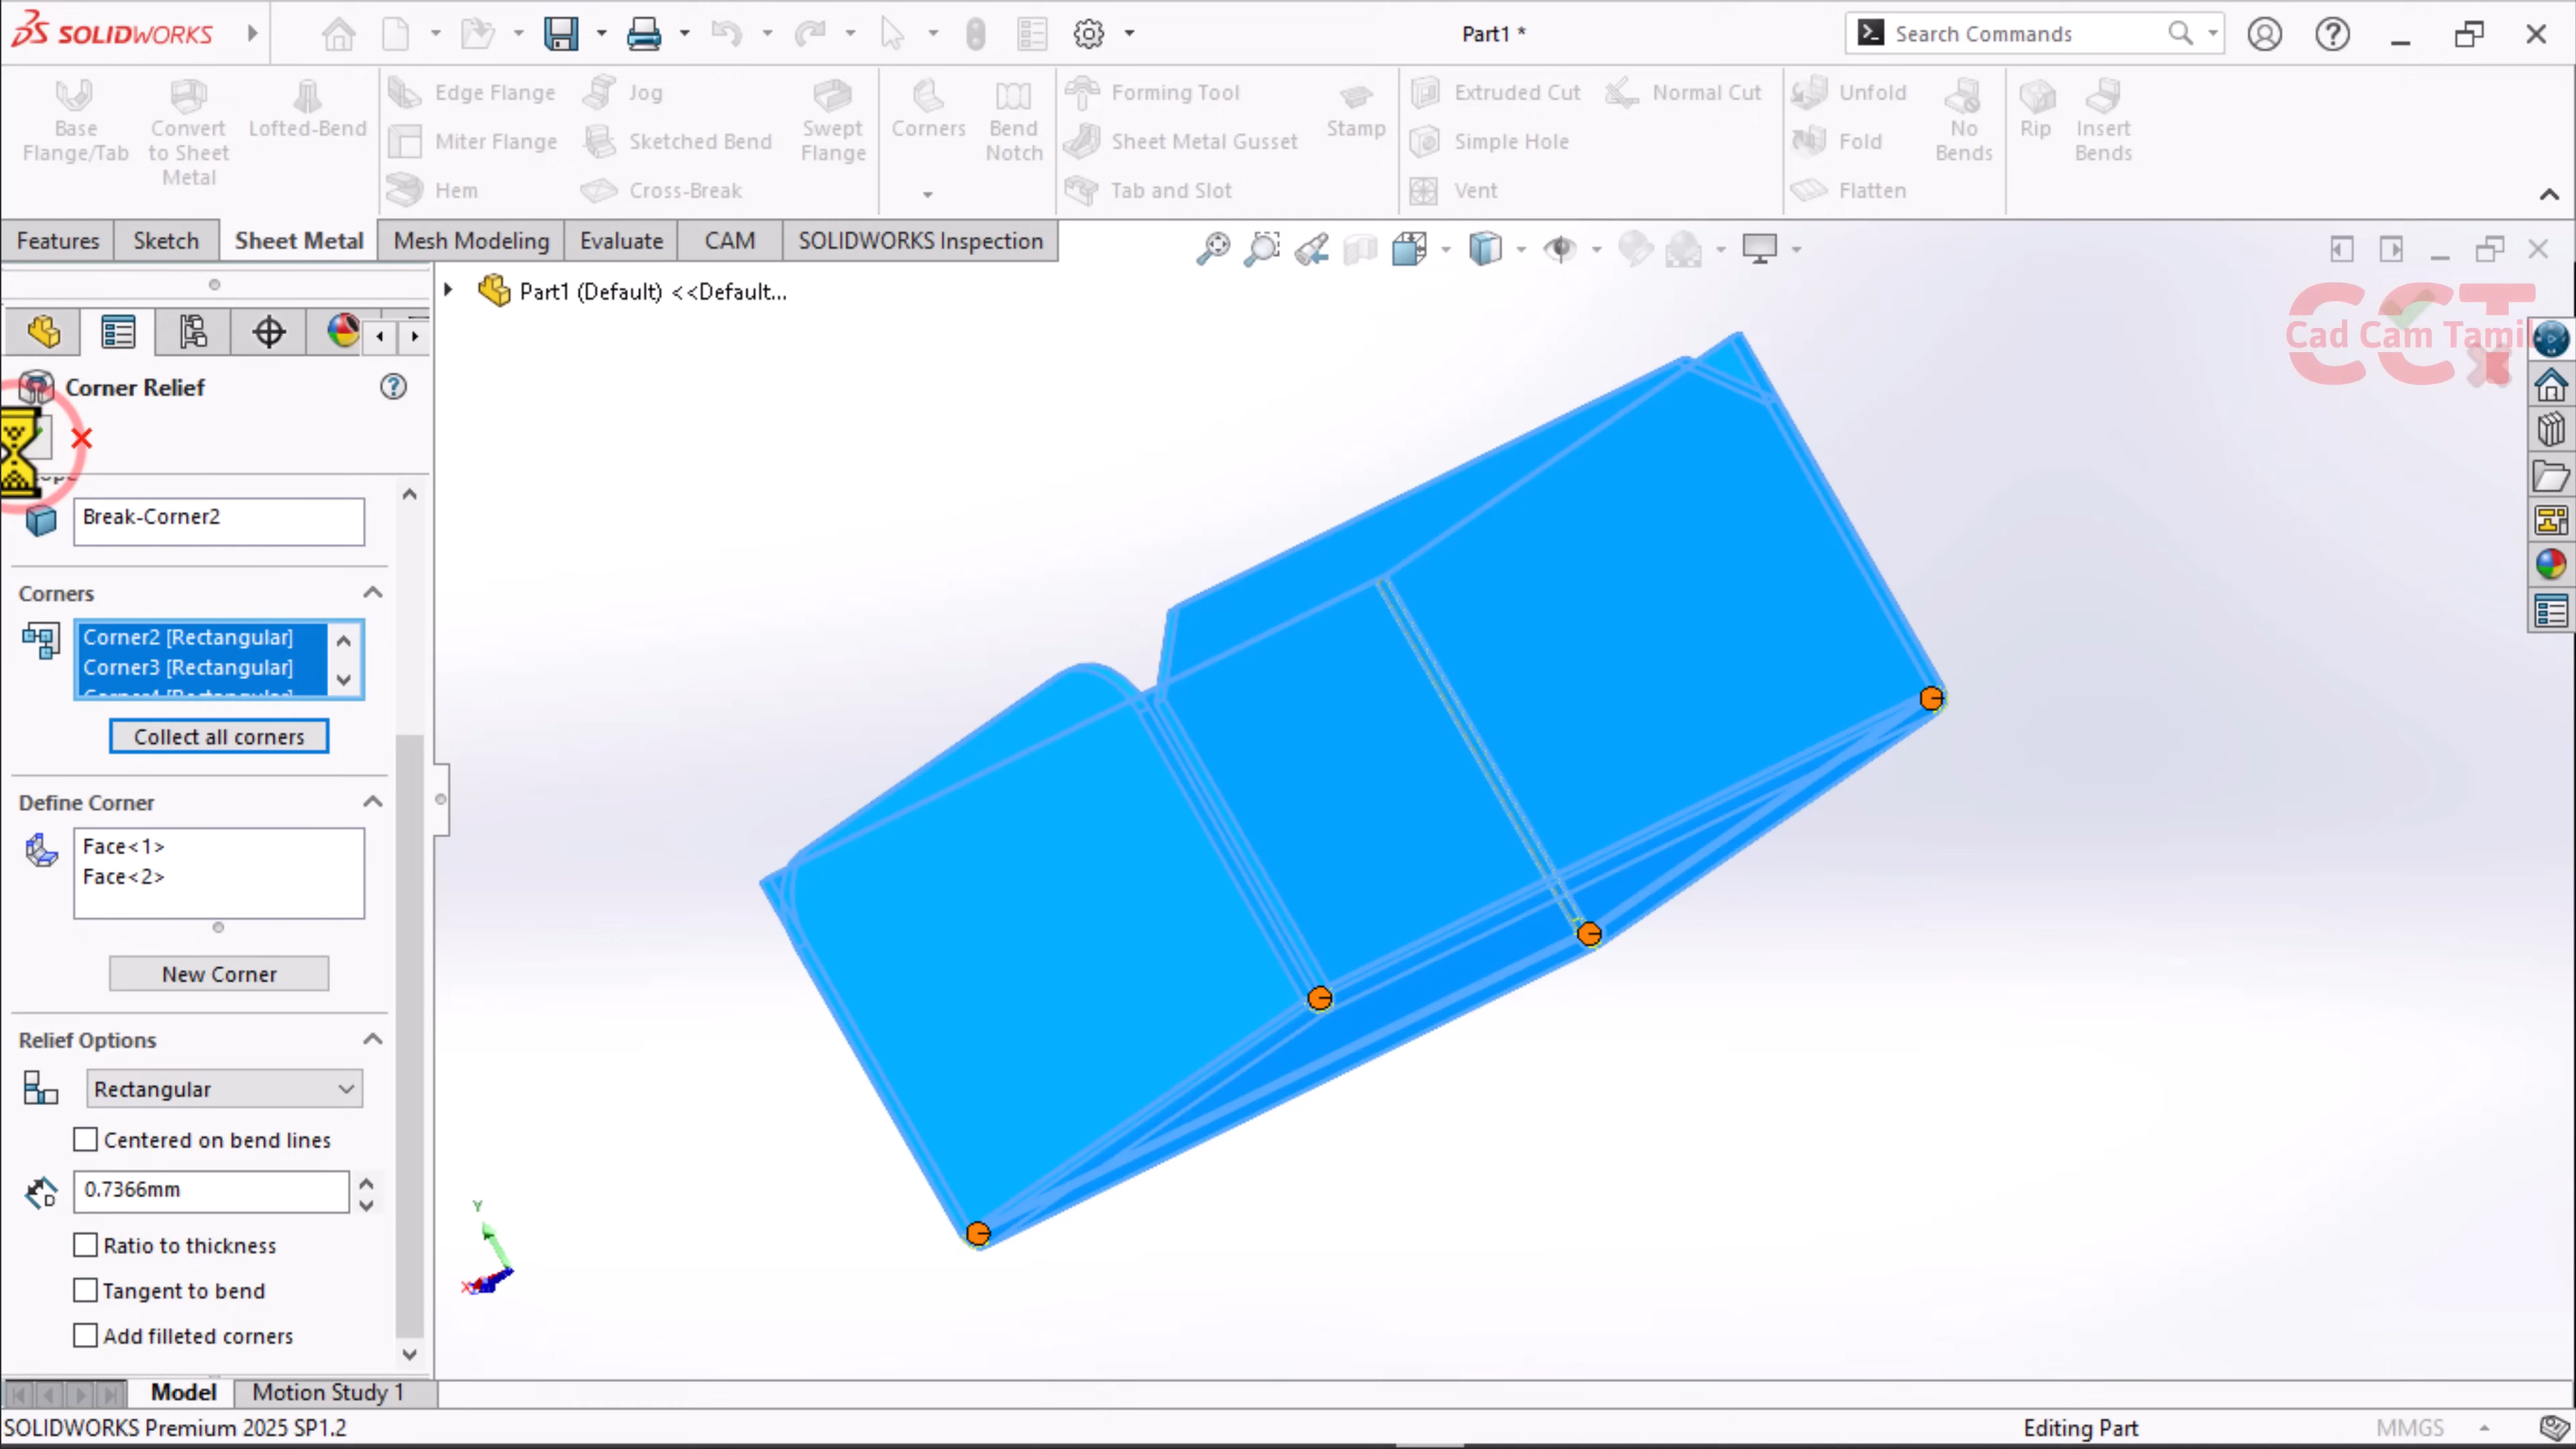 SOLIDWORKS
Part1 *
Search Commands
Base
Flange/Tab
Convert
to Sheet
Metal
Lofted-Bend
Edge Flange
Miter Flange
Hem
Jog
Sketched Bend
Cross-Break
Swept
Flange
Corners
Bend
Notch
Forming Tool
Sheet Metal Gusset
Tab and Slot
Stamp
Extruded Cut
Simple Hole
Vent
Normal Cut
Unfold
Fold
Flatten
No
Bends
Rip
Insert
Bends
Features
Sketch
Sheet Metal
Mesh Modeling
Evaluate
CAM
SOLIDWORKS Inspection
Part1 (Default) <<Default...
CCT
Cad Cam Tamil
Corner Relief
Break-Corner2
Corners
Corner2 [Rectangular]
Corner3 [Rectangular]
Corner4 [Rectangular]
Collect all corners
Define Corner
Face<1>
Face<2>
New Corner
Relief Options
Rectangular
Centered on bend lines
0.7366mm
Ratio to thickness
Tangent to bend
Add filleted corners
Y
X
Model
Motion Study 1
SOLIDWORKS Premium 2025 SP1.2
Editing Part
MMGS